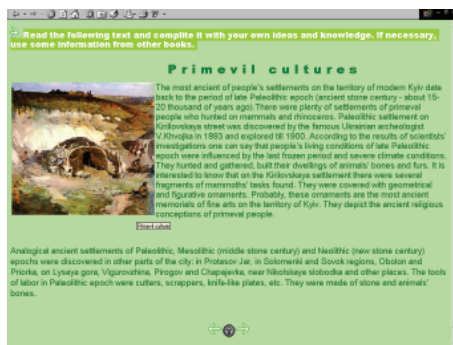 Read the following text and complite it with your own ideas and knowledge. If necessary,
use some information from other books.
Primevil cultures
The most ancient of people's settlements on the territory of modern Kyiv date
back to the period of late Paleolithic epoch (ancient stone century - about 15-
20 thousand of years ago). There were plenty of settlements of primeval
people who hunted on mammals and rhinoceros. Paleolithic settlement on
Kirilovskaya street was discovered by the famous Ukrainian archeologist
V.Khvojka in 1893 and explored till 1900. According to the results of scientists'
investigations one can say that people's living conditions of late Paleolithic
epoch were influenced by the last frozen period and severe climate conditions.
They hunted and gathered, built their dwellings of animals' bones and furs. It is
interested to know that on the Kirilovskaya settlement there were several
fragments of mammoths' tasks found. They were covered with geometrical
and figurative ornaments. Probably, these ornaments are the most ancient
memorials of fine arts on the territory of Kyiv. They depict the ancient religious
conceptions of primeval people.
Primevil cultures
Analogical ancient settlements of Paleolithic, Mesolithic (middle stone century) and Neolithic (new stone century)
epochs were discovered in other parts of the city: in Protasov Jar, in Solomenki and Sovok regions, Obolon and
Priorka, on Lysaya gora, Vigurovzhina, Pirogov and Chapejevka, near Nikolskaya slobodka and other places. The tools
of labor in Paleolithic epoch were cutters, scrappers, knife-like plates, etc. They were made of stone and animals'
bones.